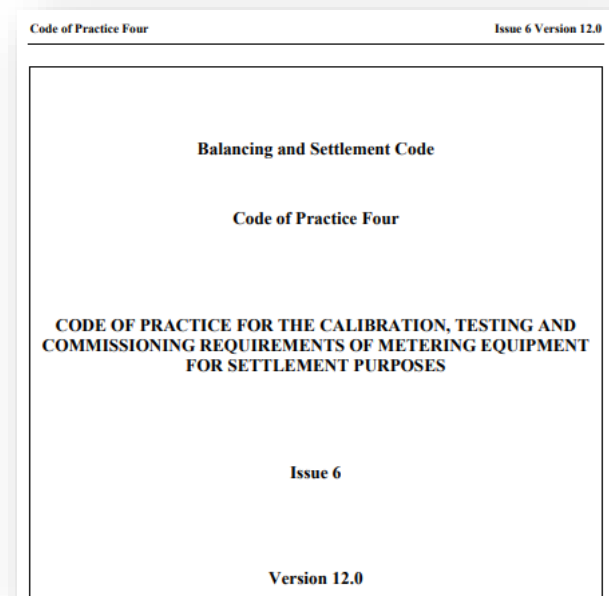 Code of Practice Four
Issue 6 Version 12.0
Balancing and Settlement Code
Code of Practice Four
CODE OF PRACTICE FOR THE CALIBRATION, TESTING AND
COMMISSIONING REQUIREMENTS OF METERING EQUIPMENT
FOR SETTLEMENT PURPOSES
Issue 6
Version 12.0